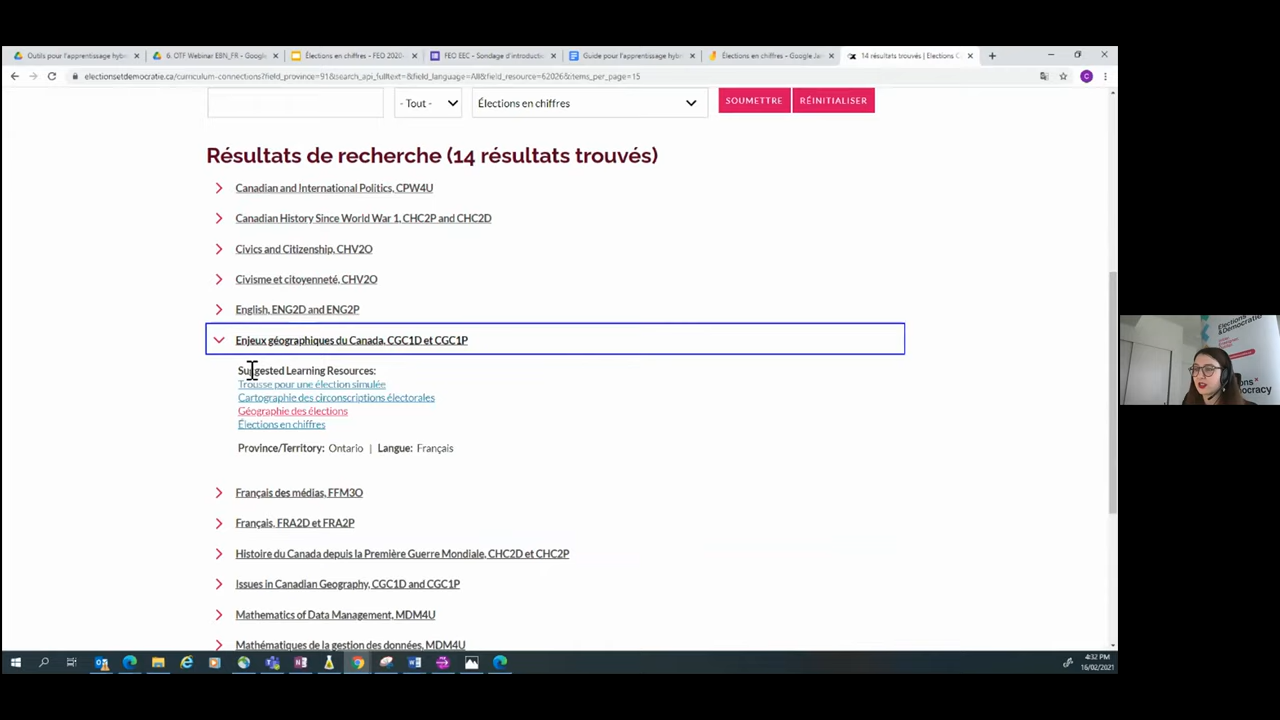 Outils pour l'apprentissage hyb
6. OTF Webinar EBN_FR - Google
Élections en chiffres – FEO 2020-
FEO EEC - Sondage d'introducti
Guide pour l'apprentissage hyb
Élections en chiffres - Google Ja
14 résultats trouvés | Elections C
electionsetdemocratie.ca/curriculum-connections?field_province=91&search_api_fulltext=&field_language=All&field_resource=62026&items_per_page=15
C
- Tout -
Élections en chiffres
SOUMETTRE
RÉINITIALISER
Résultats de recherche (14 résultats trouvés)
Canadian and International Politics, CPW4U
Canadian History Since World War 1, CHC2P and CHC2D
Civics and Citizenship, CHV2O
Civisme et citoyenneté, CHV2O
English, ENG2D and ENG2P
Enjeux géographiques du Canada, CGC1D et CGC1P
Suggested Learning Resources:
Trousse pour une élection simulée
Cartographie des circonscriptions électorales
Géographie des élections
Élections en chiffres
Province/Territory: Ontario | Langue: Français
Français des médias, FFM3O
Français, FRA2D et FRA2P
Histoire du Canada depuis la Première Guerre Mondiale, CHC2D et CHC2P
Issues in Canadian Geography, CGC1D and CGC1P
Mathematics of Data Management, MDM4U
Mathématiques de la gestion des données, MDM4U
4:32 PM
16/02/2021
Élections
&Démocratie